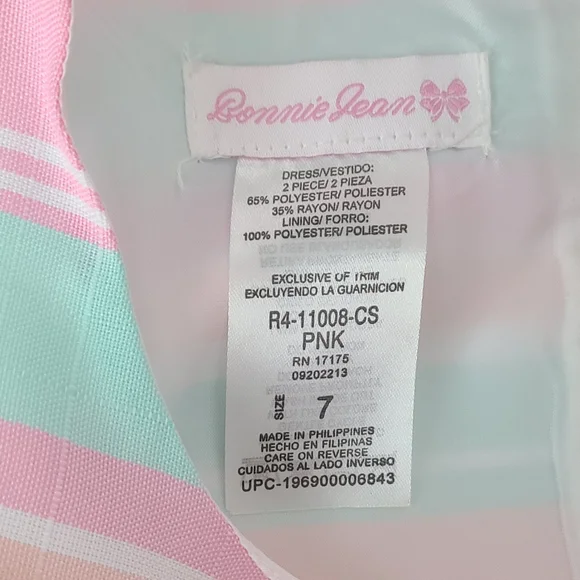 Bonnie Jean
DRESS/VESTIDO:
2 PIECE/ 2 PIEZA
65% POLYESTER/ POLIESTER
35% RAYON/ RAYON
LINING/ FORRO:
100% POLYESTER/ POLIESTER
EXCLUSIVE OF TRIM
EXCLUYENDO LA GUARNICION
R4-11008-CS
PNK
RN 17175
09202213
SIZE 7
MADE IN PHILIPPINES
HECHO EN FILIPINAS
CARE ON REVERSE
CUIDADOS AL LADO INVERSO
UPC-196900006843